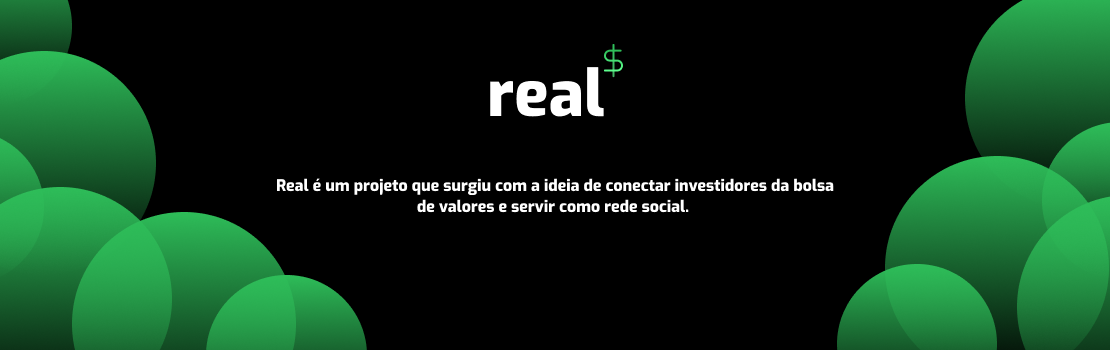 real$
Real é um projeto que surgiu com a ideia de conectar investidores da bolsa
de valores e servir como rede social.